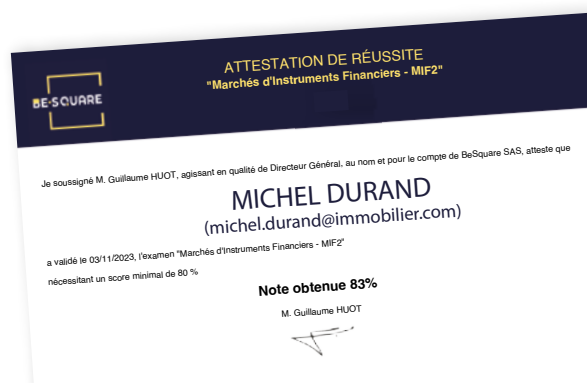 ATTESTATION DE RÉUSSITE
"Marchés d'Instruments Financiers - MIF2"
BE-SQUARE
Je soussigné M. Guillaume HUOT, agissant en qualité de Directeur Général, au nom et pour le compte de BeSquare SAS, atteste que
MICHEL DURAND
(michel.durand@immobilier.com)
a validé le 03/11/2023, l'examen "Marchés d'Instruments Financiers - MIF2"
nécessitant un score minimal de 80 %
Note obtenue 83%
M. Guillaume HUOT